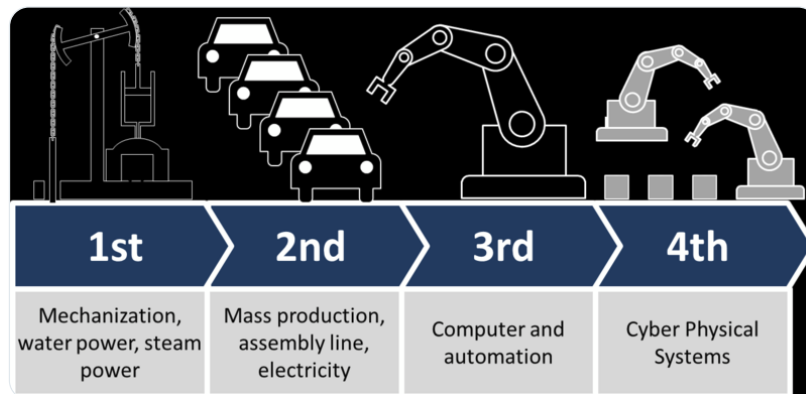 1st
2nd
3rd
4th
Mechanization,
water power, steam
power
Mass production,
assembly line,
electricity
Computer and
automation
Cyber Physical
Systems